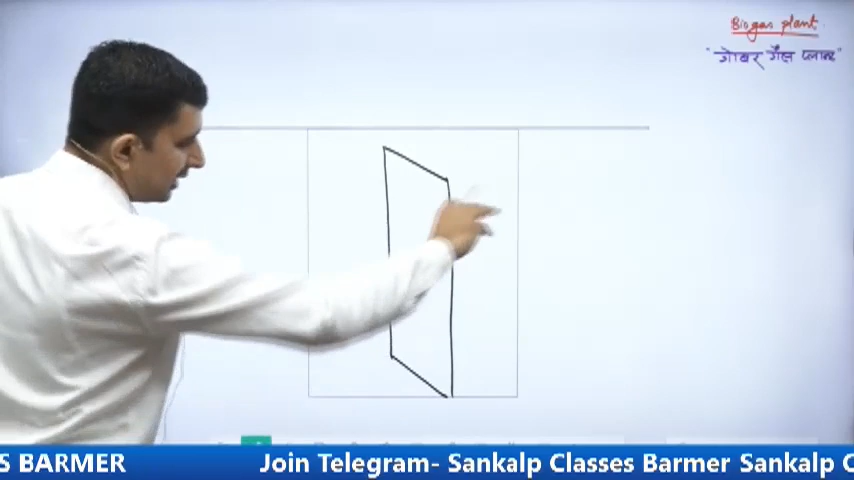 Biogas plant
"गोबर गैस प्लान्ट"
S BARMER Join Telegram- Sankalp Classes Barmer Sankalp C